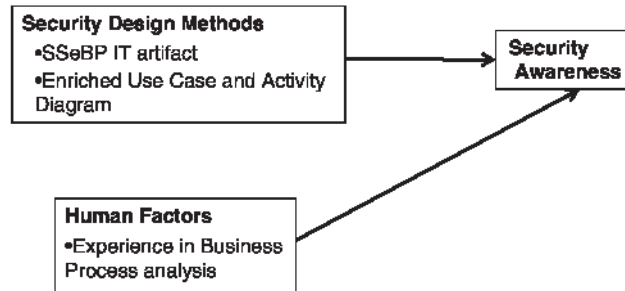 Security Design Methods
•SSeBP IT artifact
•Enriched Use Case and Activity
Diagram
Security
Awareness
Human Factors
•Experience in Business
Process analysis